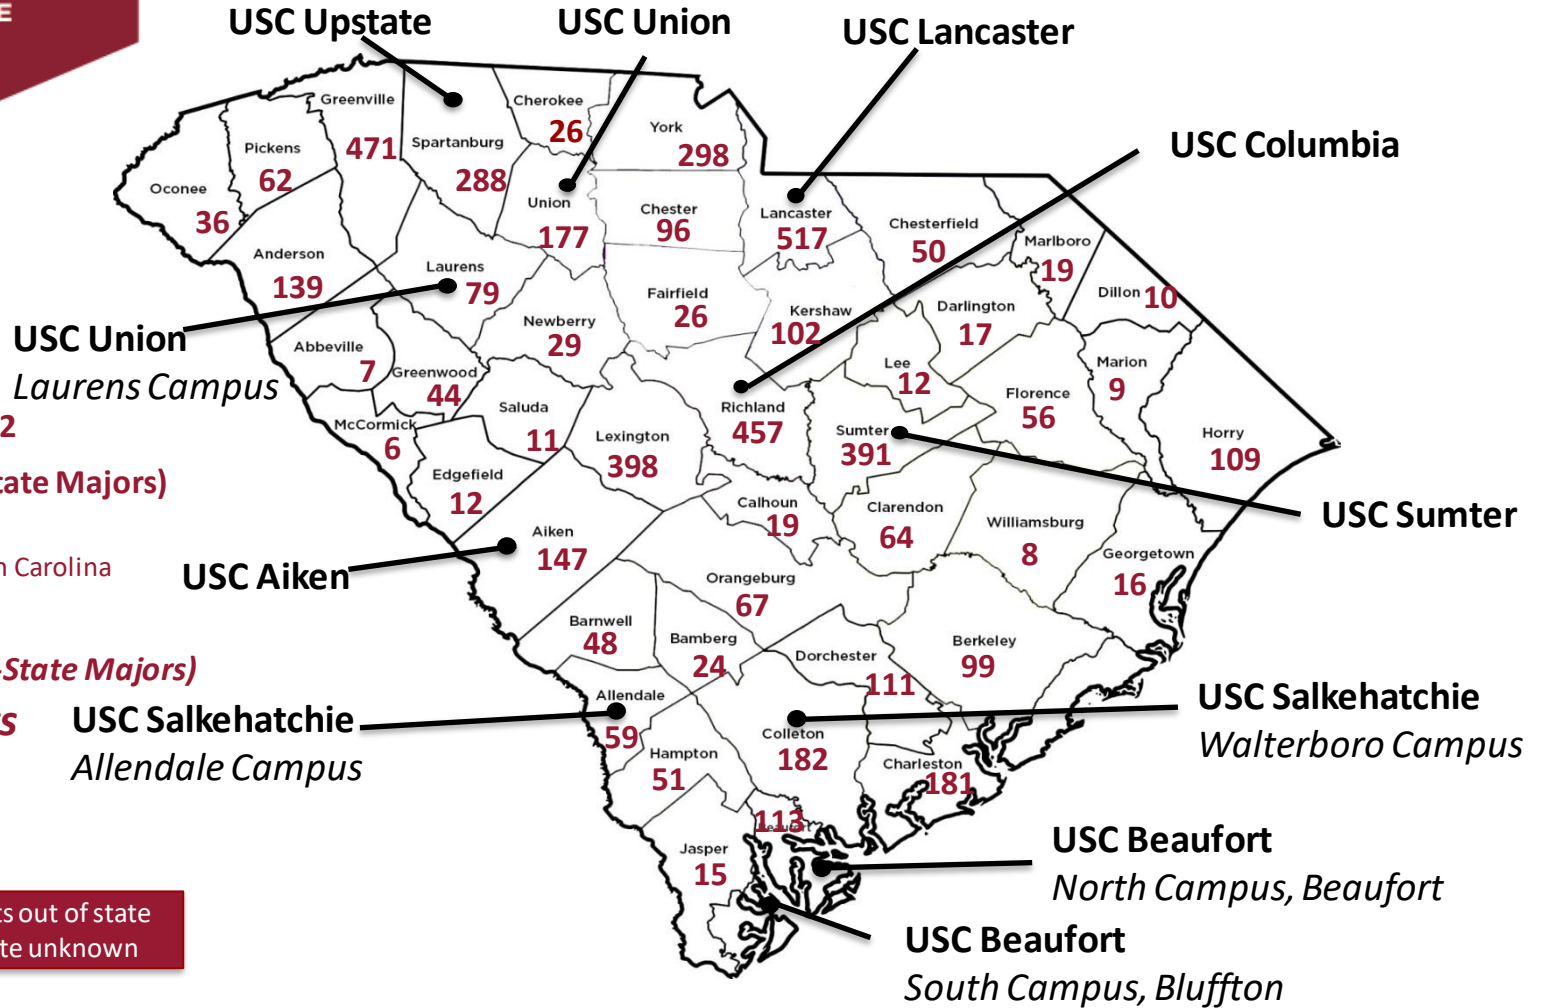 E
USC Upstate
USC Union
USC Lancaster
USC Columbia
Greenville
471
Cherokee
26
York
298
Pickens
62
Spartanburg
288
Oconee
36
Union
177
Chester
96
Lancaster
517
Chesterfield
50
Marlboro
19
Anderson
139
Laurens
79
Fairfield
26
Kershaw
102
Darlington
17
Dillon 10
USC Union
Laurens Campus
Newberry
29
Abbeville
7
Greenwood
44
Lee
12
Marion
9
Florence
56
2
McCormick
6
Saluda
11
Lexington
398
Richland
457
Sumter
391
Horry
109
tate Majors)
Edgefield
12
Calhoun
19
Clarendon
64
Williamsburg
8
USC Sumter
n Carolina
USC Aiken
Aiken
147
Georgetown
16
Orangeburg
67
Barnwell
48
Bamberg
24
Dorchester
111
Berkeley
99
-State Majors)
s
USC Salkehatchie
Allendale Campus
Allendale
59
Hampton
51
Colleton
182
Charleston
181
USC Salkehatchie
Walterboro Campus
113
Beaufort
Jasper
15
USC Beaufort
North Campus, Beaufort
USC Beaufort
South Campus, Bluffton
ts out of state
te unknown